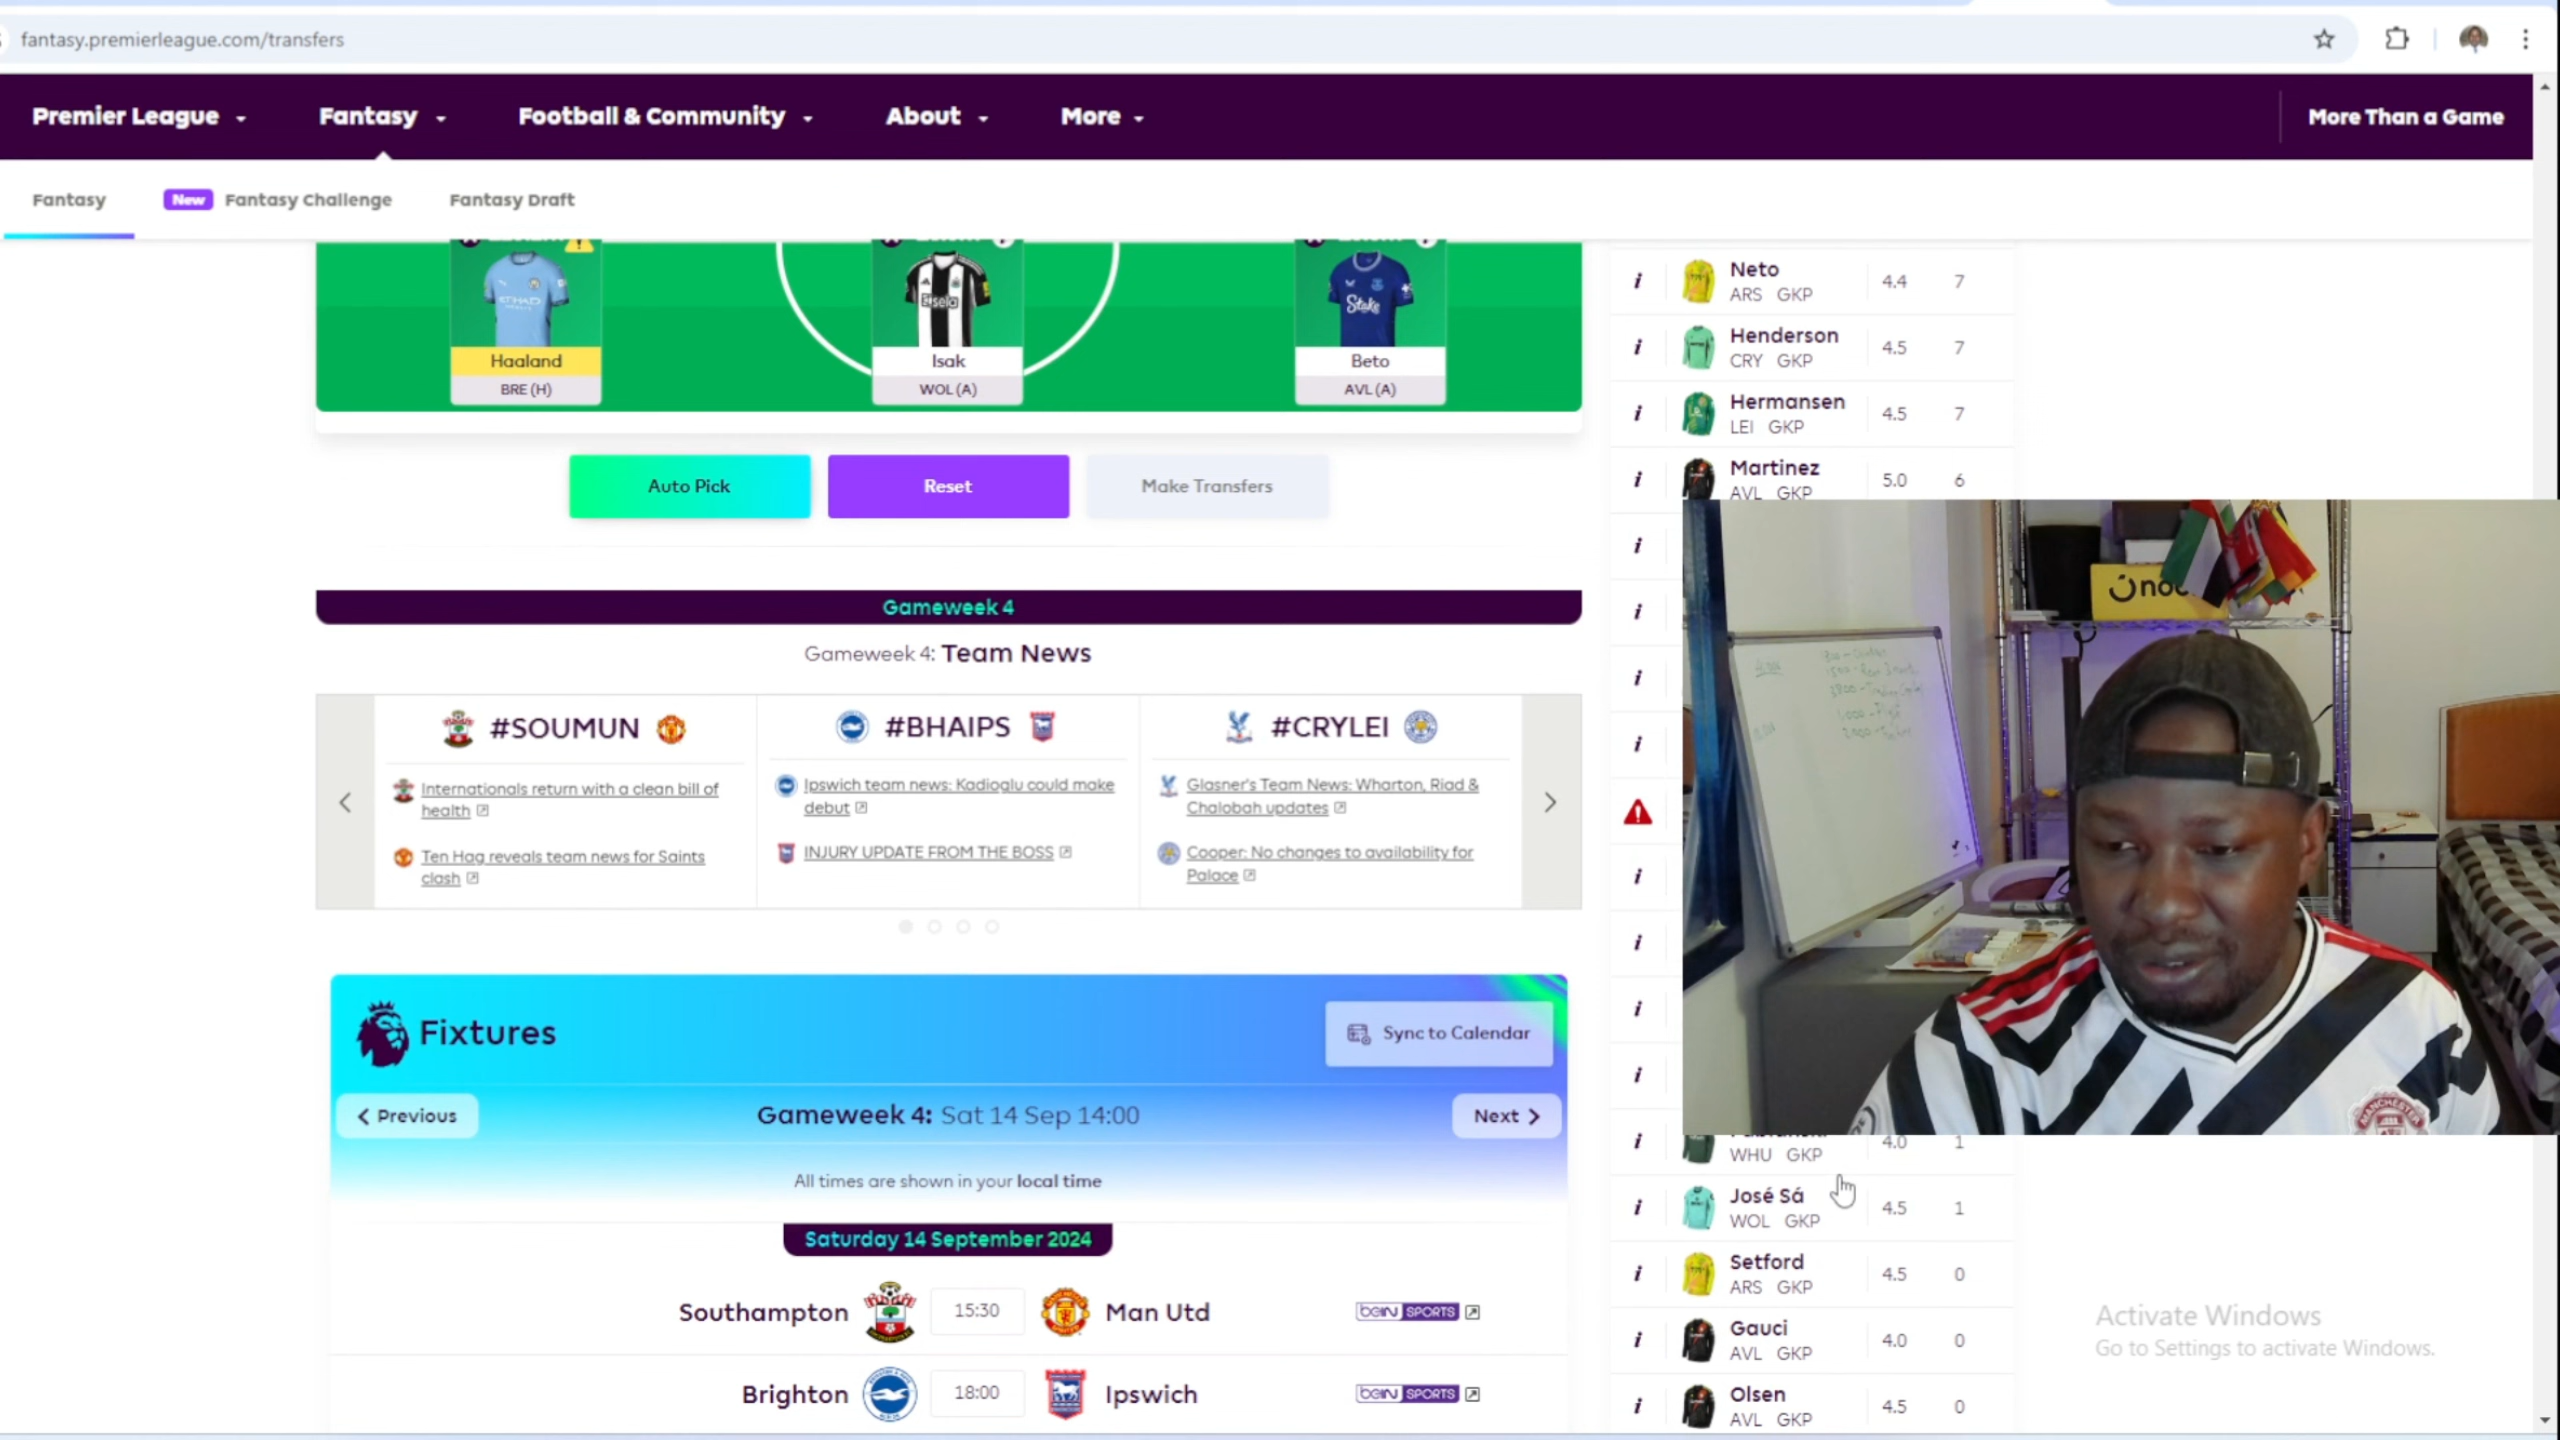 fantasy.premierleague.com/transfers
Premier League
Fantasy
Football & Community
About
More
More Than a Game
Fantasy
New
Fantasy Challenge
Fantasy Draft
ETIHAD
sela
Stake
Haaland
BRE (H)
Isak
WOL (A)
Beto
AVL (A)
Auto Pick
Reset
Make Transfers
Gameweek 4
Gameweek 4: Team News
#SOUMUN
Internationals return with a clean bill of
health
Ten Hag reveals team news for Saints
clash
#BHAIPS
Ipswich team news: Kadioglu could make
debut
INJURY UPDATE FROM THE BOSS
#CRYLEI
Glasner's Team News: Wharton, Riad &
Chalobah updates
Cooper: No changes to availability for
Palace
Fixtures
Sync to Calendar
Previous
Gameweek 4: Sat 14 Sep 14:00
Next
All times are shown in your local time
Saturday 14 September 2024
Southampton 15:30 Man Utd beIN SPORTS
Brighton 18:00 Ipswich beIN SPORTS
Neto
ARS GKP 4.4 7
Henderson
CRY GKP 4.5 7
Hermansen
LEI GKP 4.5 7
Martinez
AVL GKP 5.0 6
noo
MANCHESTER
WHU GKP 4.0 1
José Sá
WOL GKP 4.5 1
Setford
ARS GKP 4.5 0
Gauci
AVL GKP 4.0 0
Olsen
AVL GKP 4.5 0
Activate Windows
Go to Settings to activate Windows.